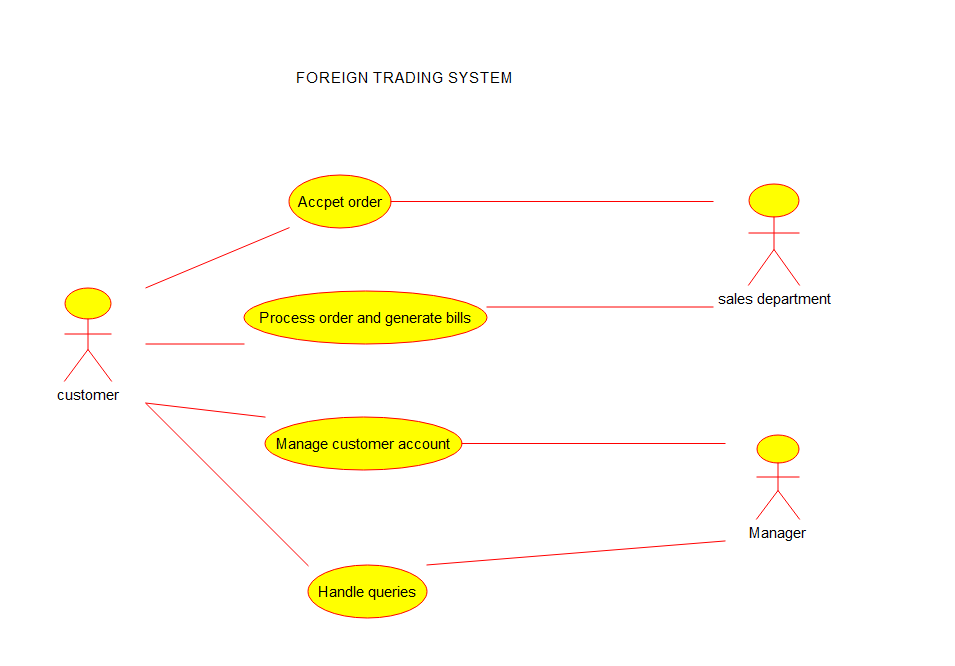 FOREIGN TRADING SYSTEM
Accpet order
sales department
Process order and generate bills
customer
Manage customer account
Manager
Handle queries